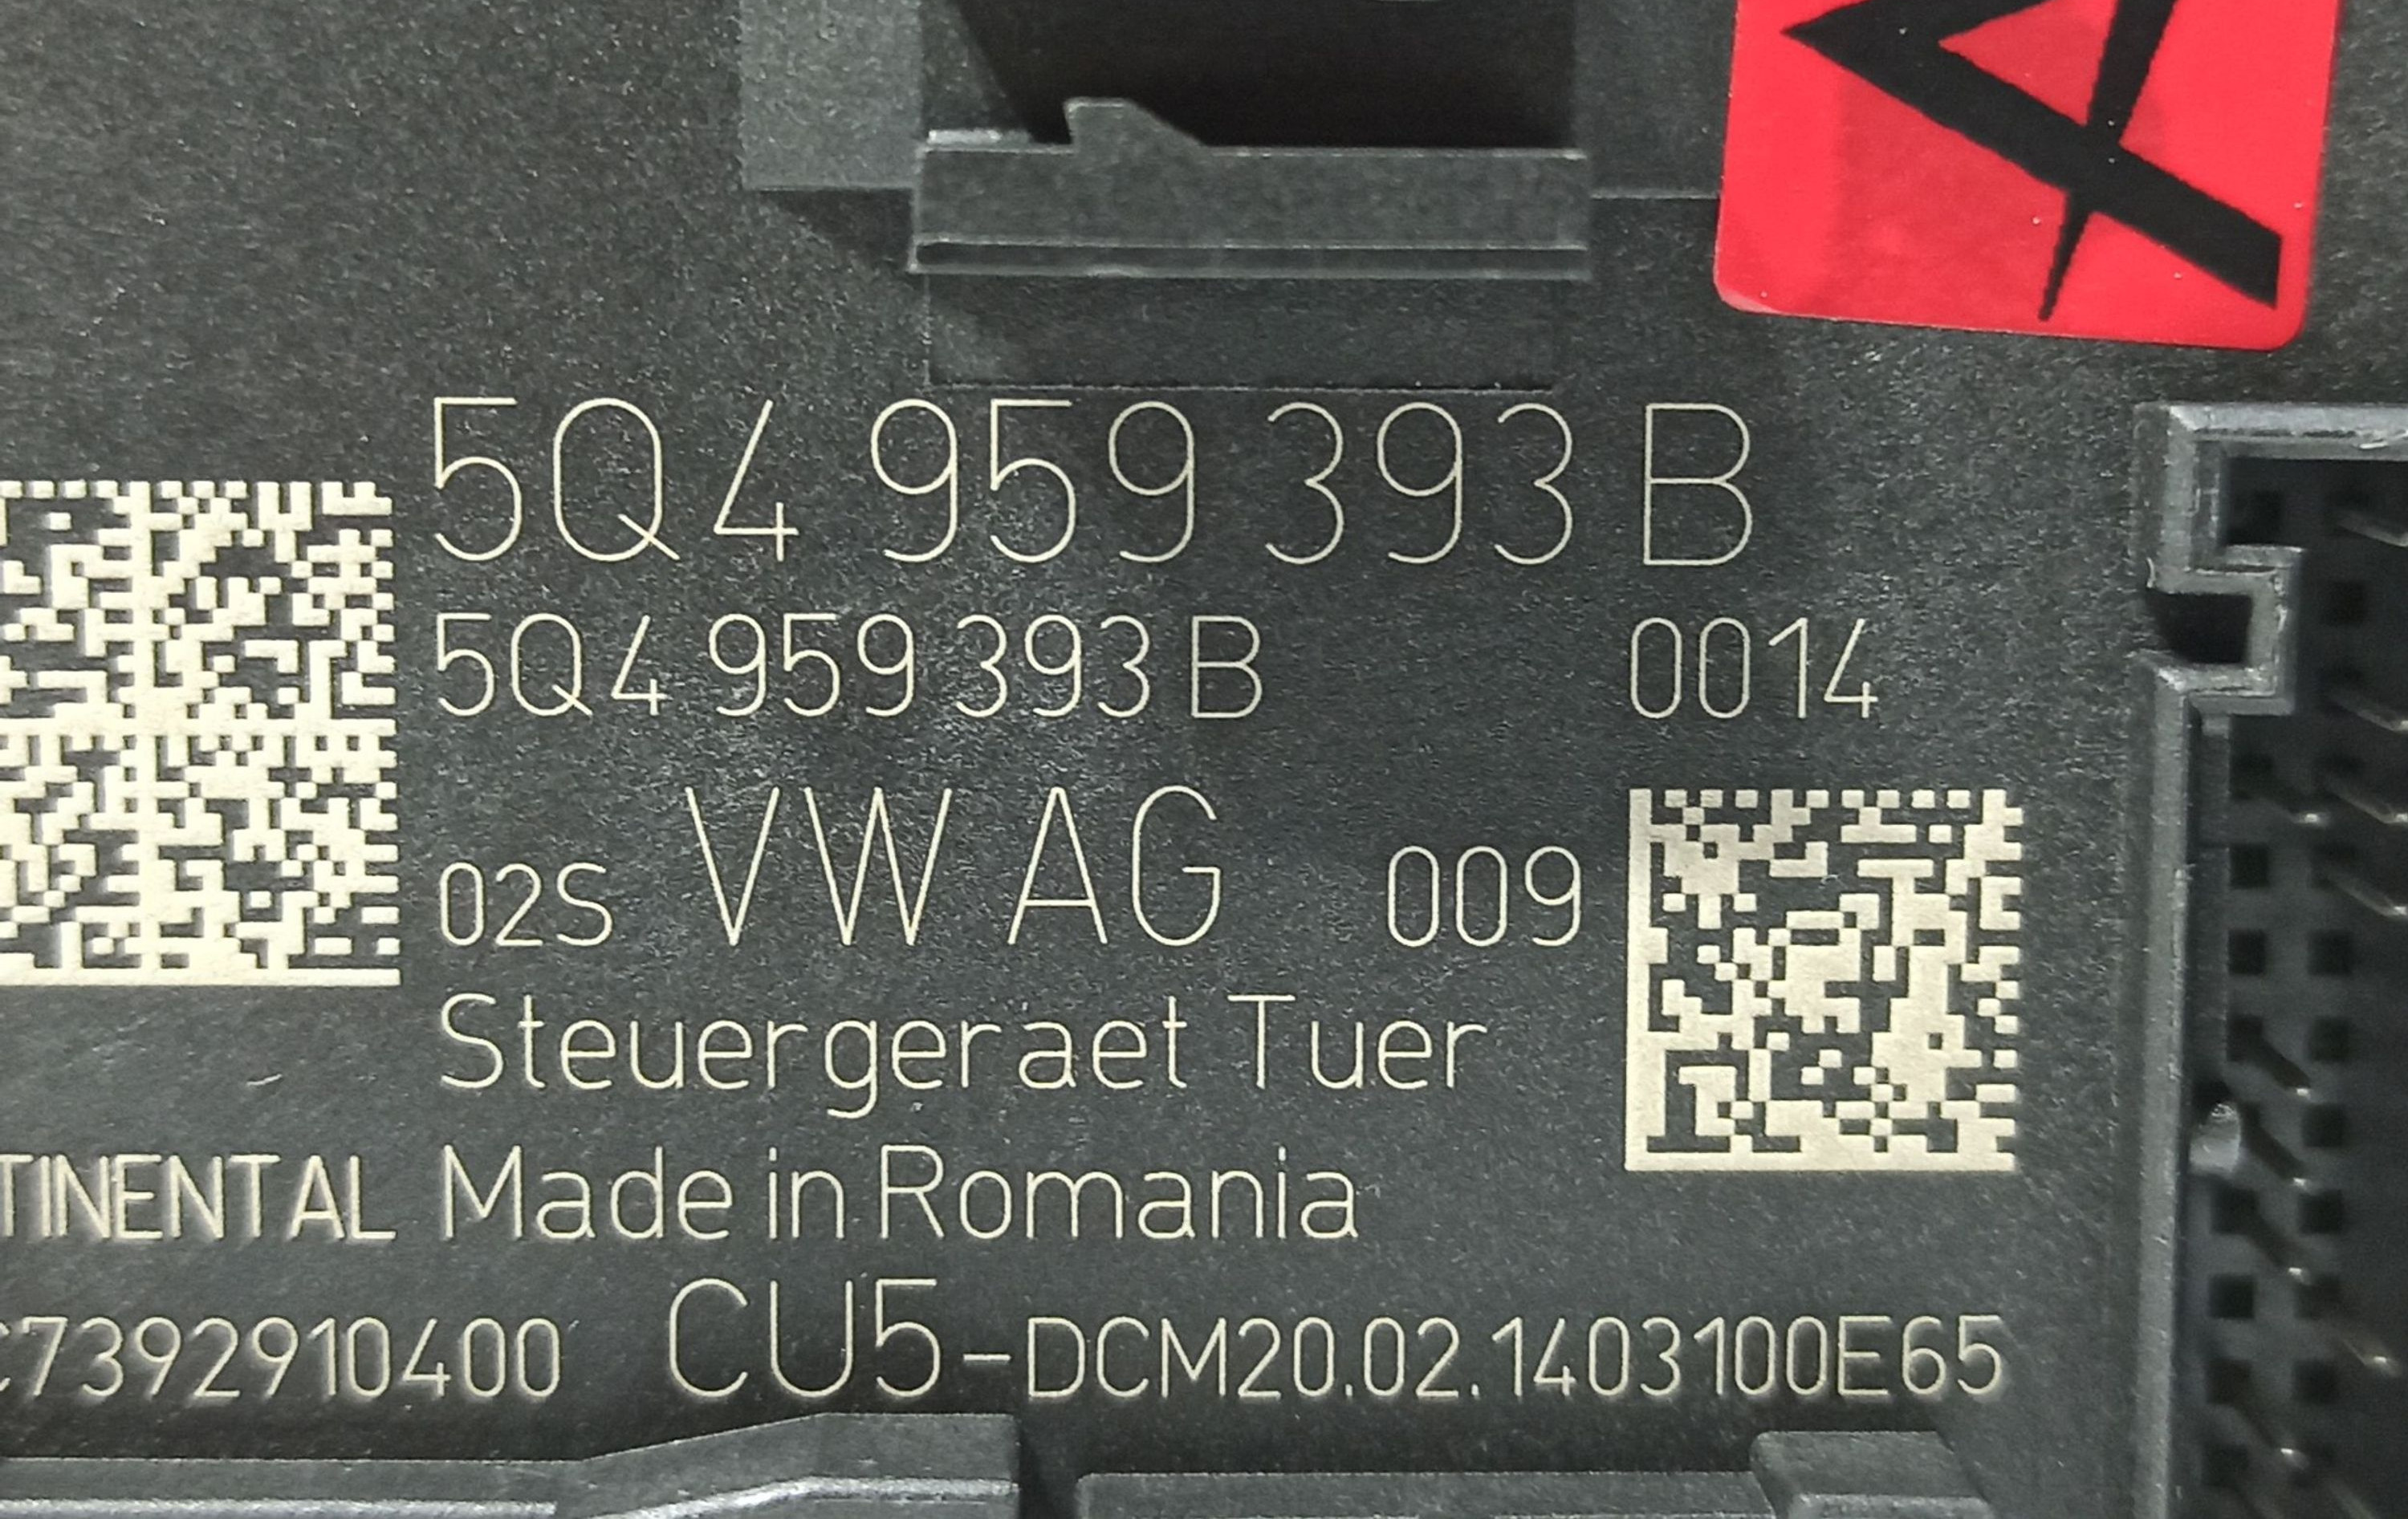 5Q4 959 393 B
5Q4 959 393 B 0014
02S VW AG 009
Steuergeraet Tuer
TINENTAL Made in Romania
C7392910400 CU5-DCM20.02.1403100E65